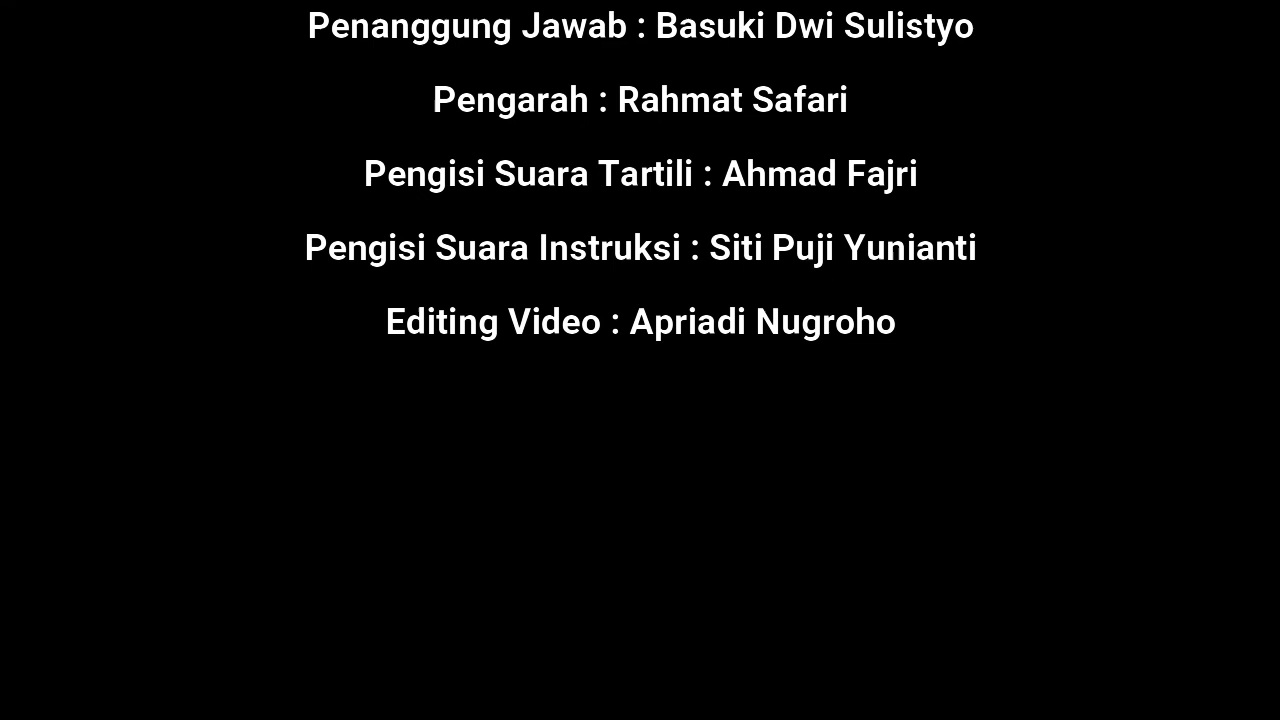 Penanggung Jawab : Basuki Dwi Sulistyo
Pengarah : Rahmat Safari
Pengisi Suara Tartili : Ahmad Fajri
Pengisi Suara Instruksi : Siti Puji Yunianti
Editing Video : Apriadi Nugroho